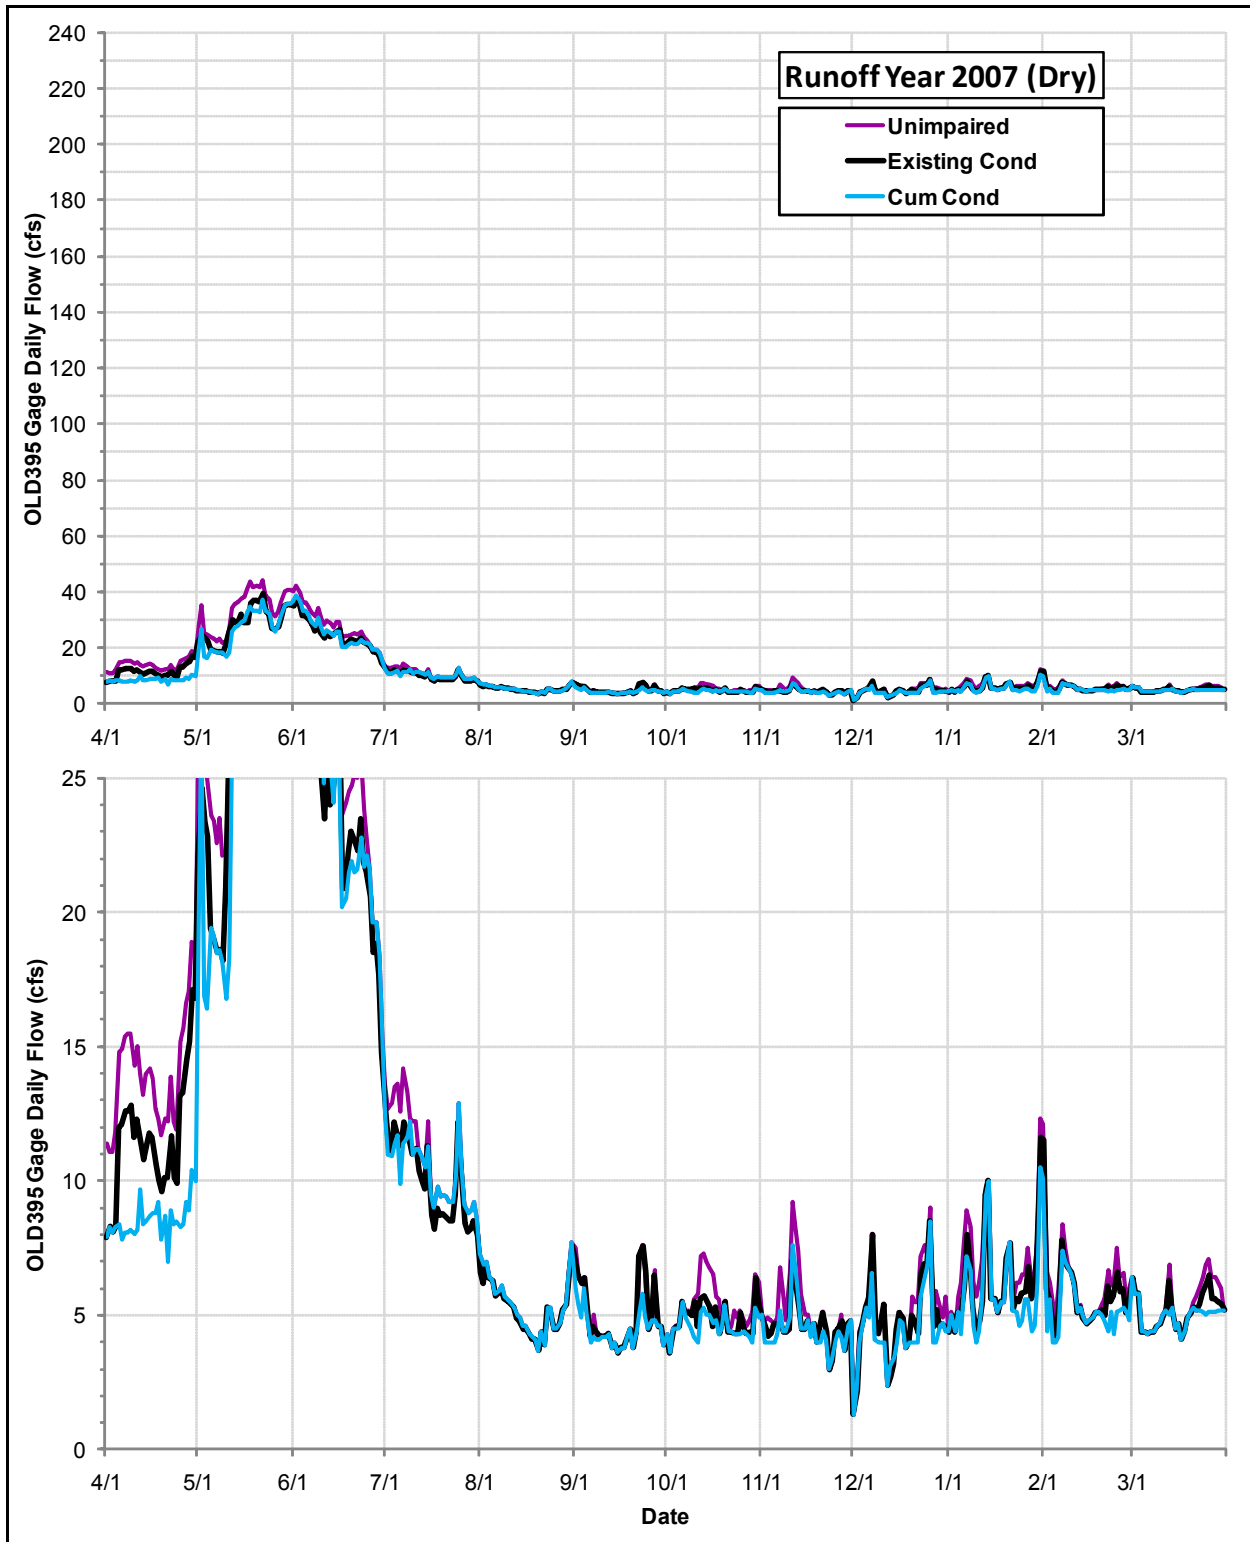 Runoff Year 2007 (Dry)
Unimpaired
Existing Cond
Cum Cond
OLD395 Gage Daily Flow (cfs)
240
220
200
180
160
140
120
100
80
60
40
20
0
4/1 5/1 6/1 7/1 8/1 9/1 10/1 11/1 12/1 1/1 2/1 3/1
OLD395 Gage Daily Flow (cfs)
25
20
15
10
5
0
4/1 5/1 6/1 7/1 8/1 9/1 10/1 11/1 12/1 1/1 2/1 3/1
Date